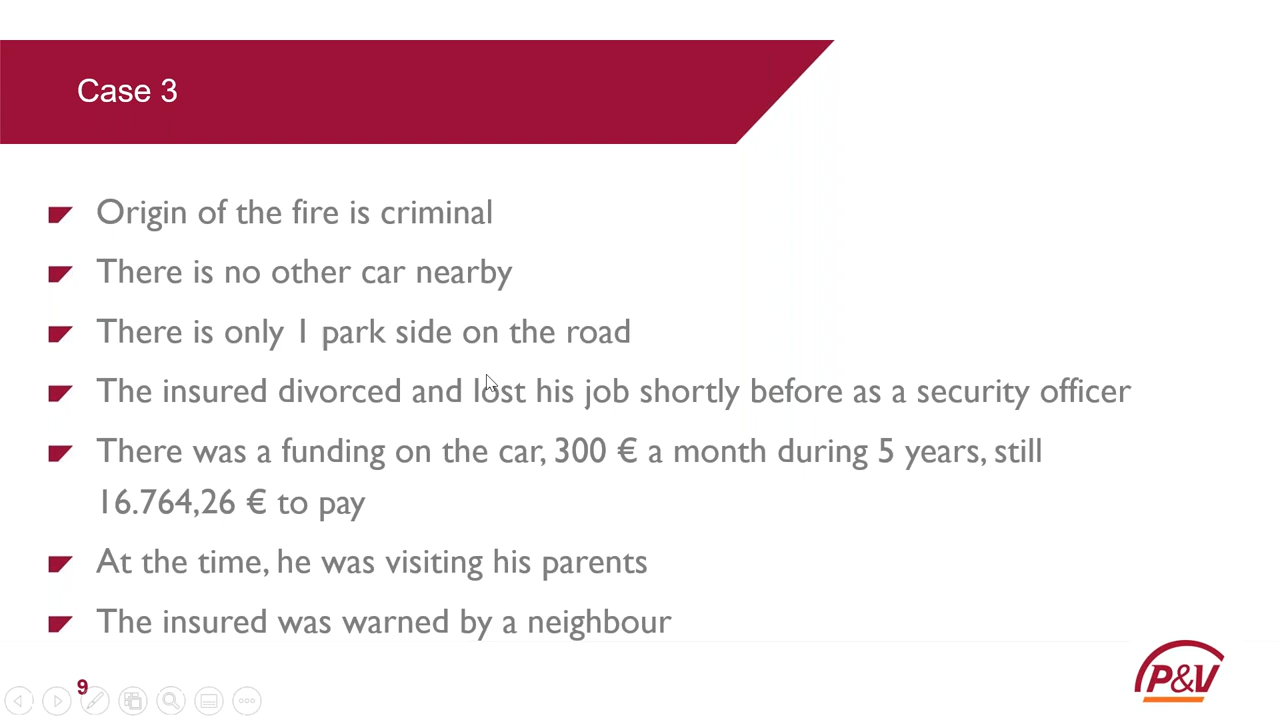 Case 3
Origin of the fire is criminal
There is no other car nearby
There is only 1 park side on the road
The insured divorced and lost his job shortly before as a security officer
There was a funding on the car, 300 € a month during 5 years, still
16.764,26 € to pay
At the time, he was visiting his parents
The insured was warned by a neighbour
9
P&V